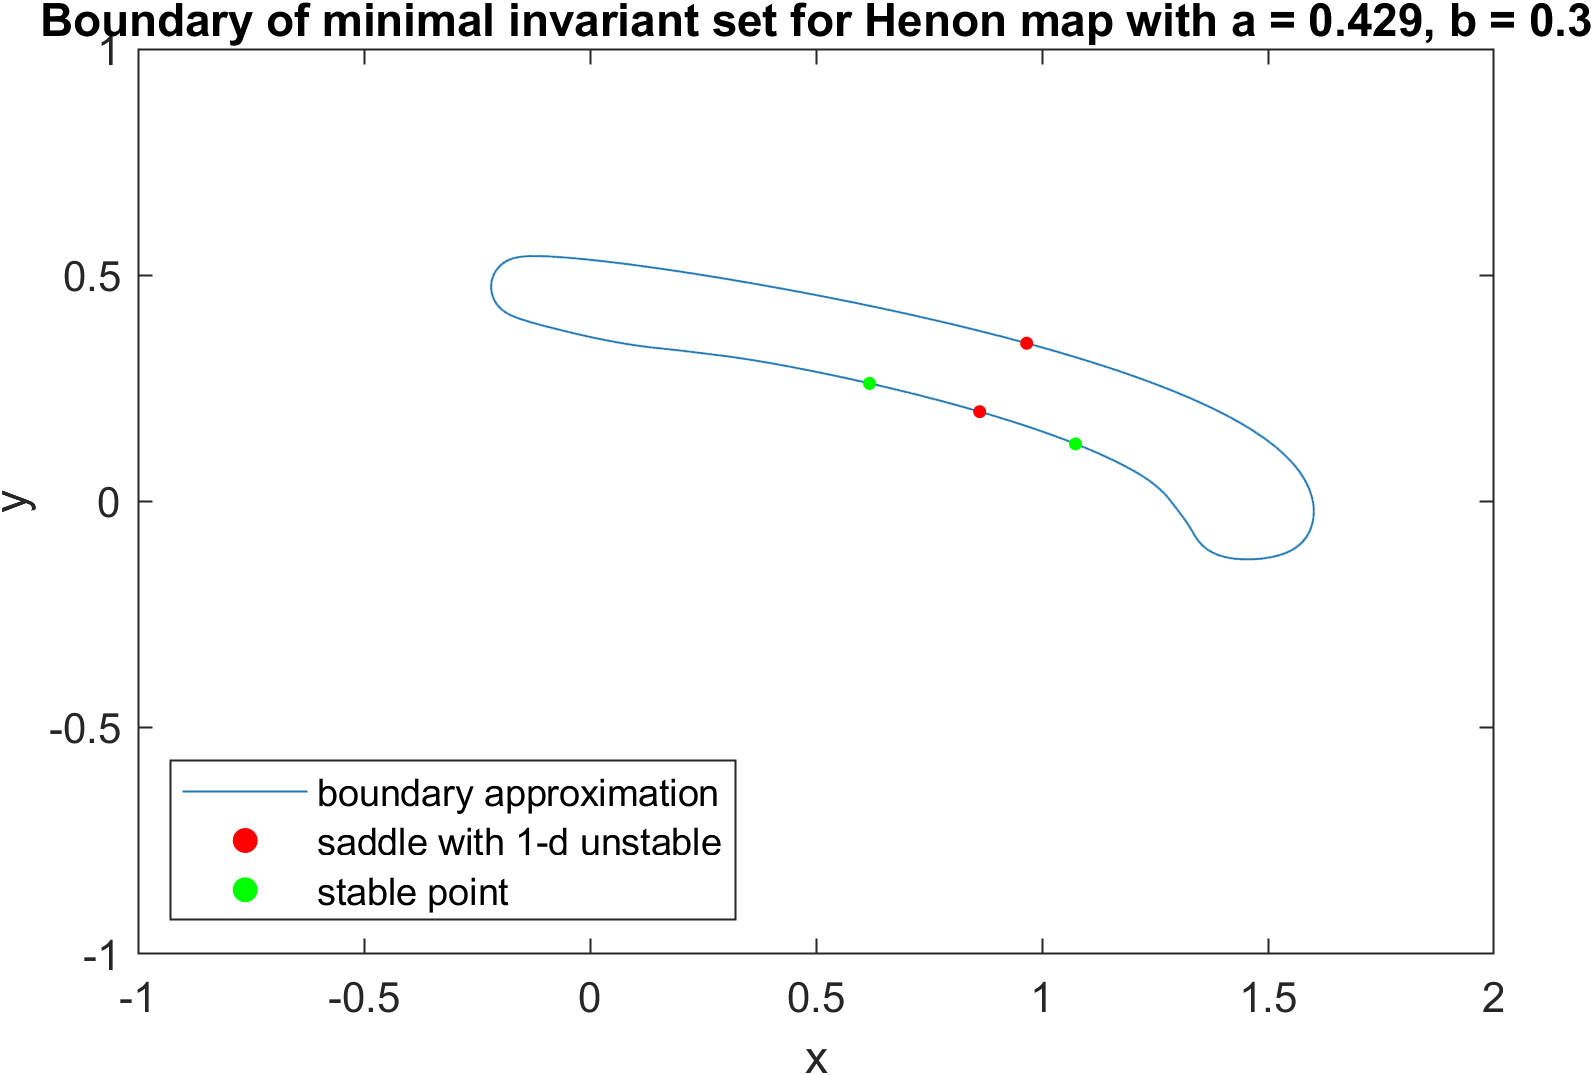 Boundary of minimal invariant set for Henon map with a = 0.429, b = 0.3
1
0.5
0
-0.5
-1
y
boundary approximation
saddle with 1-d unstable
stable point
-1 -0.5 0 0.5 1 1.5 2
x